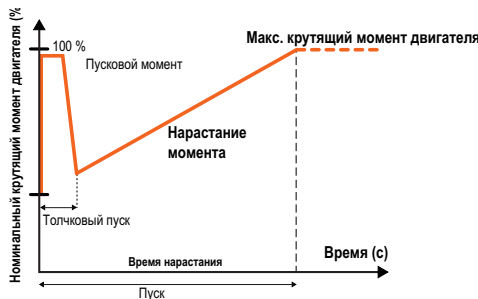 Номинальный крутящий момент двигателя (%
100 %
Пусковой момент
Макс. крутящий момент двигателя
Нарастание
момента
Толчковый пуск
Время нарастания
Время (с)
Пуск